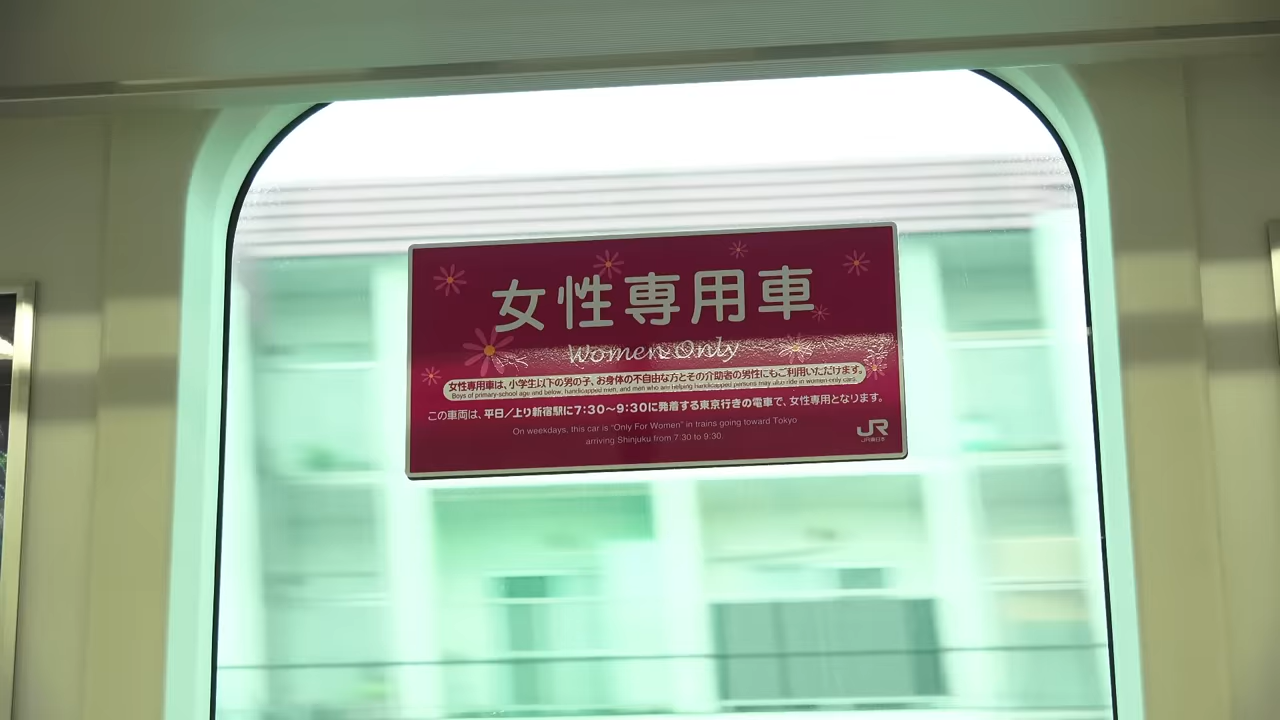 女性専用車
Women Only
女性専用車は、小学生以下の男の子、お身体の不自由な方とその介助者の男性にもご利用いただけます。
Boys of primary-school age and below, handicapped men, and men who are helping handicapped persons may also ride in women-only cars.
この車両は、平日／上り新宿駅に7:30〜9:30に発着する東京行きの電車で、女性専用となります。
On weekdays, this car is "Only For Women" in trains going toward Tokyo
arriving Shinjuku from 7:30 to 9:30.
JR
JR東日本